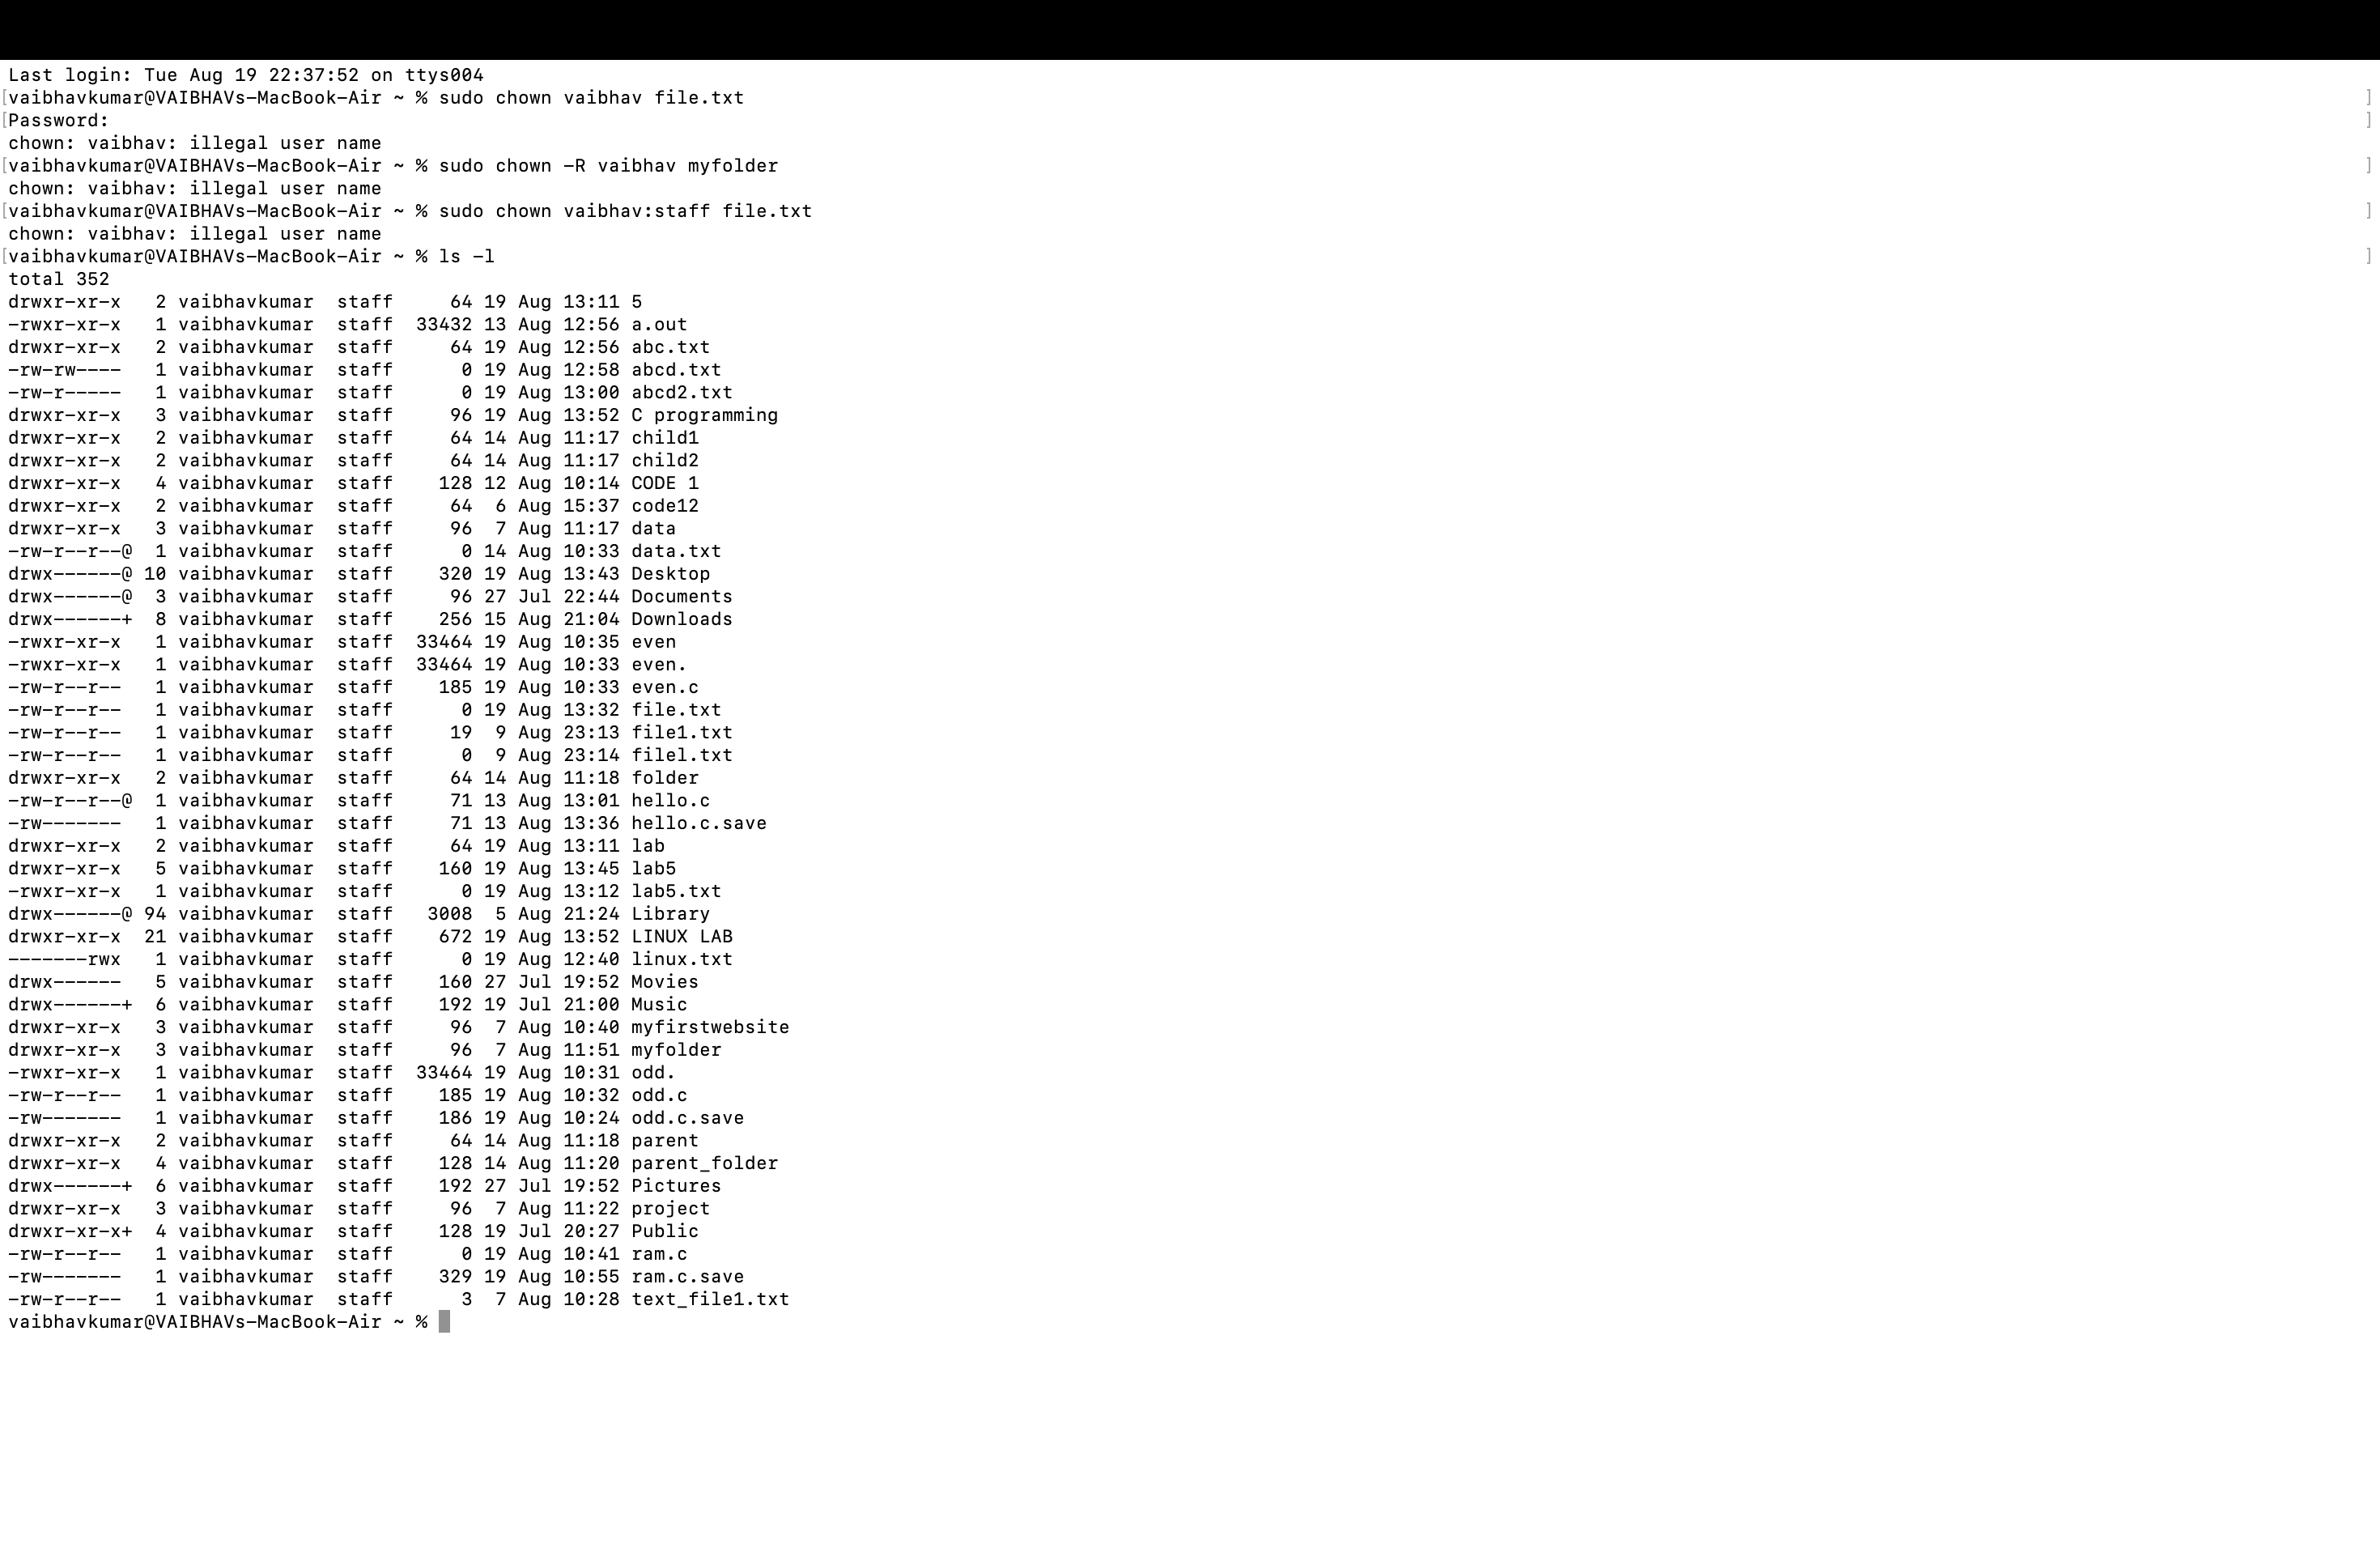 Last login: Tue Aug 19 22:37:52 on ttys004
[vaibhavkumar@VAIBHAVs-MacBook-Air ~ % sudo chown vaibhav file.txt ]
[Password: ]
chown: vaibhav: illegal user name
[vaibhavkumar@VAIBHAVs-MacBook-Air ~ % sudo chown -R vaibhav myfolder ]
chown: vaibhav: illegal user name
[vaibhavkumar@VAIBHAVs-MacBook-Air ~ % sudo chown vaibhav:staff file.txt ]
chown: vaibhav: illegal user name
[vaibhavkumar@VAIBHAVs-MacBook-Air ~ % ls -l ]
total 352
drwxr-xr-x   2 vaibhavkumar  staff     64 19 Aug 13:11 5
-rwxr-xr-x   1 vaibhavkumar  staff  33432 13 Aug 12:56 a.out
drwxr-xr-x   2 vaibhavkumar  staff     64 19 Aug 12:56 abc.txt
-rw-rw----   1 vaibhavkumar  staff      0 19 Aug 12:58 abcd.txt
-rw-r-----   1 vaibhavkumar  staff      0 19 Aug 13:00 abcd2.txt
drwxr-xr-x   3 vaibhavkumar  staff     96 19 Aug 13:52 C programming
drwxr-xr-x   2 vaibhavkumar  staff     64 14 Aug 11:17 child1
drwxr-xr-x   2 vaibhavkumar  staff     64 14 Aug 11:17 child2
drwxr-xr-x   4 vaibhavkumar  staff    128 12 Aug 10:14 CODE 1
drwxr-xr-x   2 vaibhavkumar  staff     64  6 Aug 15:37 code12
drwxr-xr-x   3 vaibhavkumar  staff     96  7 Aug 11:17 data
-rw-r--r--@  1 vaibhavkumar  staff      0 14 Aug 10:33 data.txt
drwx------@ 10 vaibhavkumar  staff    320 19 Aug 13:43 Desktop
drwx------@  3 vaibhavkumar  staff     96 27 Jul 22:44 Documents
drwx------+  8 vaibhavkumar  staff    256 15 Aug 21:04 Downloads
-rwxr-xr-x   1 vaibhavkumar  staff  33464 19 Aug 10:35 even
-rwxr-xr-x   1 vaibhavkumar  staff  33464 19 Aug 10:33 even.
-rw-r--r--   1 vaibhavkumar  staff    185 19 Aug 10:33 even.c
-rw-r--r--   1 vaibhavkumar  staff      0 19 Aug 13:32 file.txt
-rw-r--r--   1 vaibhavkumar  staff     19  9 Aug 23:13 file1.txt
-rw-r--r--   1 vaibhavkumar  staff      0  9 Aug 23:14 filel.txt
drwxr-xr-x   2 vaibhavkumar  staff     64 14 Aug 11:18 folder
-rw-r--r--@  1 vaibhavkumar  staff     71 13 Aug 13:01 hello.c
-rw-------   1 vaibhavkumar  staff     71 13 Aug 13:36 hello.c.save
drwxr-xr-x   2 vaibhavkumar  staff     64 19 Aug 13:11 lab
drwxr-xr-x   5 vaibhavkumar  staff    160 19 Aug 13:45 lab5
-rwxr-xr-x   1 vaibhavkumar  staff      0 19 Aug 13:12 lab5.txt
drwx------@ 94 vaibhavkumar  staff   3008  5 Aug 21:24 Library
drwxr-xr-x  21 vaibhavkumar  staff    672 19 Aug 13:52 LINUX LAB
-------rwx   1 vaibhavkumar  staff      0 19 Aug 12:40 linux.txt
drwx------   5 vaibhavkumar  staff    160 27 Jul 19:52 Movies
drwx------+  6 vaibhavkumar  staff    192 19 Jul 21:00 Music
drwxr-xr-x   3 vaibhavkumar  staff     96  7 Aug 10:40 myfirstwebsite
drwxr-xr-x   3 vaibhavkumar  staff     96  7 Aug 11:51 myfolder
-rwxr-xr-x   1 vaibhavkumar  staff  33464 19 Aug 10:31 odd.
-rw-r--r--   1 vaibhavkumar  staff    185 19 Aug 10:32 odd.c
-rw-------   1 vaibhavkumar  staff    186 19 Aug 10:24 odd.c.save
drwxr-xr-x   2 vaibhavkumar  staff     64 14 Aug 11:18 parent
drwxr-xr-x   4 vaibhavkumar  staff    128 14 Aug 11:20 parent_folder
drwx------+  6 vaibhavkumar  staff    192 27 Jul 19:52 Pictures
drwxr-xr-x   3 vaibhavkumar  staff     96  7 Aug 11:22 project
drwxr-xr-x+  4 vaibhavkumar  staff    128 19 Jul 20:27 Public
-rw-r--r--   1 vaibhavkumar  staff      0 19 Aug 10:41 ram.c
-rw-------   1 vaibhavkumar  staff    329 19 Aug 10:55 ram.c.save
-rw-r--r--   1 vaibhavkumar  staff      3  7 Aug 10:28 text_file1.txt
vaibhavkumar@VAIBHAVs-MacBook-Air ~ %